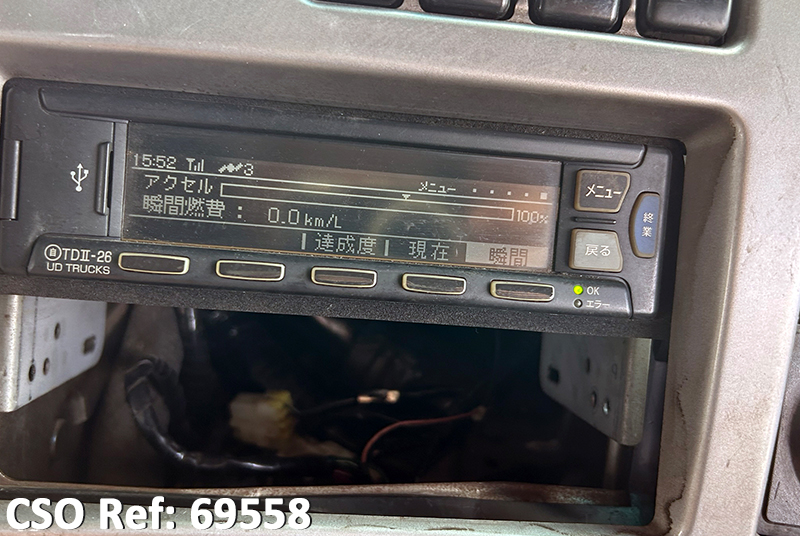 15:52 3
メニュー
アクセル
100%
瞬間燃費 : 0.0 km/L
達成度 現在 瞬間
メニュー
終業
戻る
TDII-26
UD TRUCKS
OK
エラー
CSO Ref: 69558